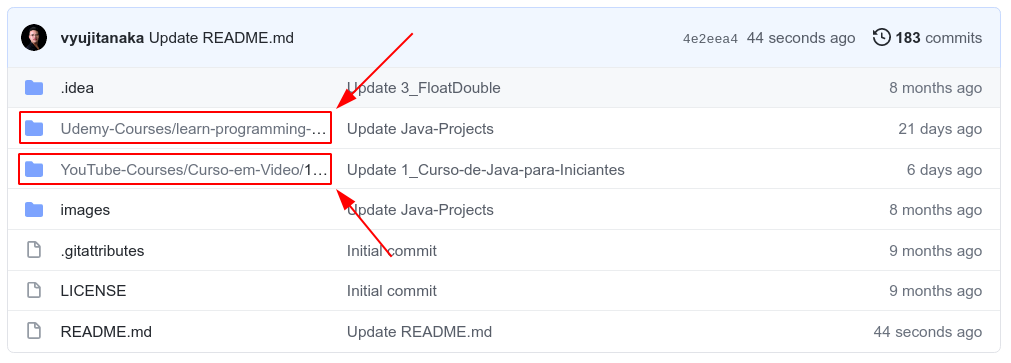 vyujitanaka Update README.md 4e2eea4 44 seconds ago 183 commits
.idea Update 3_FloatDouble 8 months ago
Udemy-Courses/learn-programming-... Update Java-Projects 21 days ago
YouTube-Courses/Curso-em-Video/1... Update 1_Curso-de-Java-para-Iniciantes 6 days ago
images Update Java-Projects 8 months ago
.gitattributes Initial commit 9 months ago
LICENSE Initial commit 9 months ago
README.md Update README.md 44 seconds ago